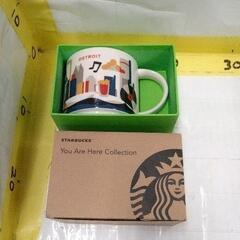 DETROIT
STARBUCKS
You Are Here Collection